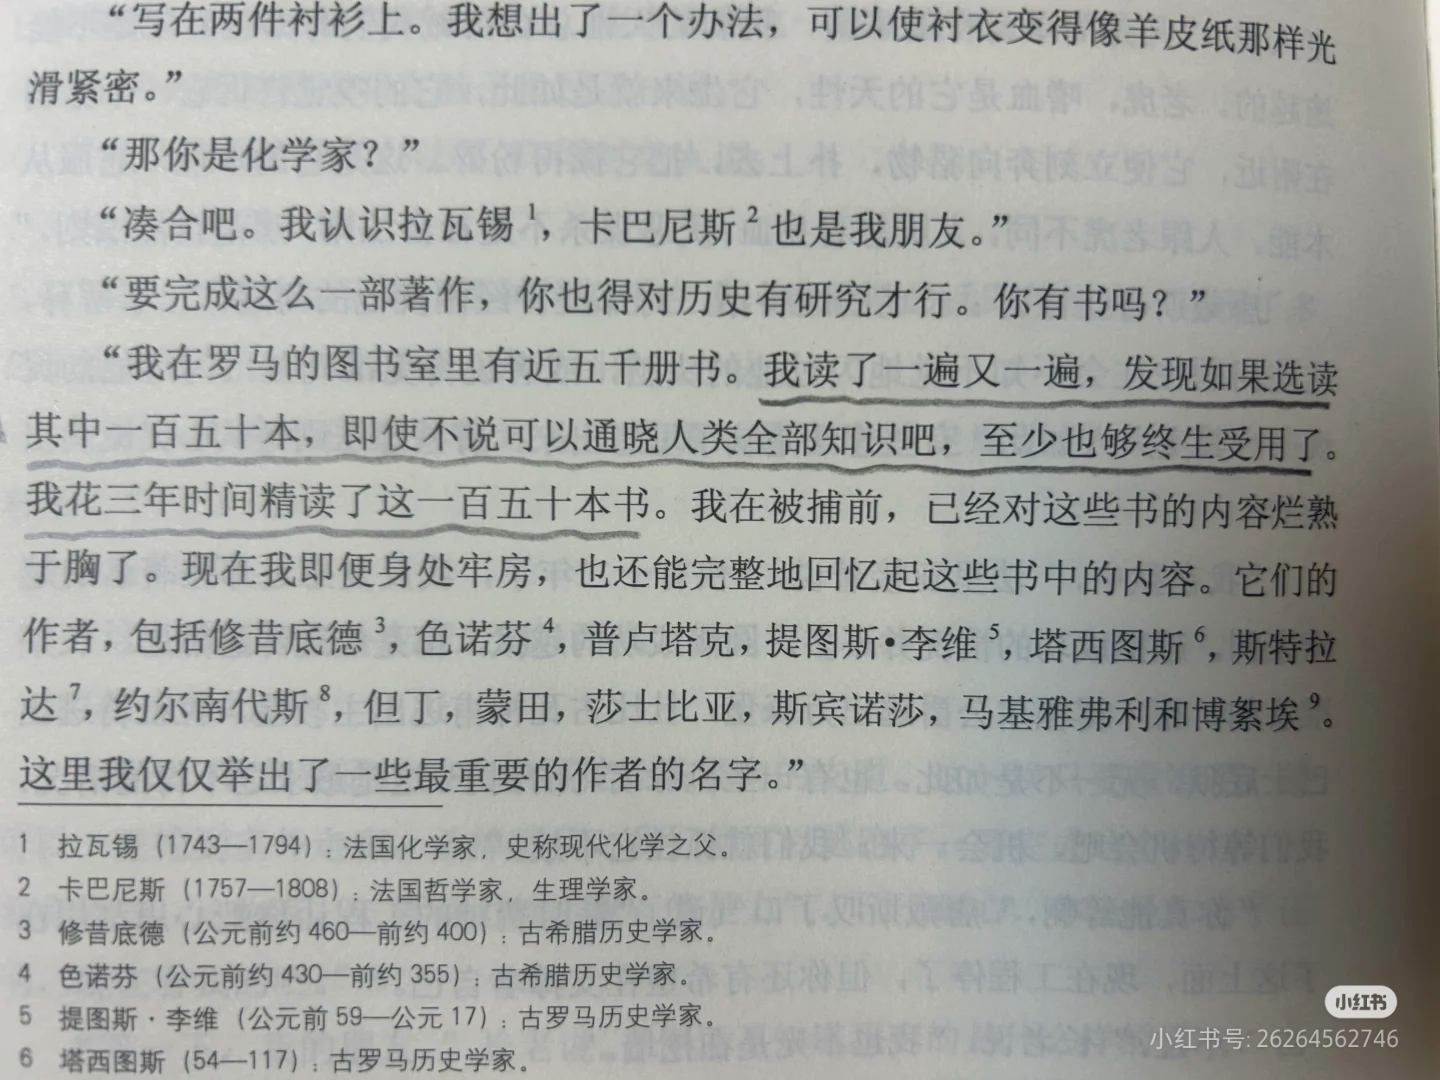 “写在两件衬衫上。我想出了一个办法，可以使衬衣变得像羊皮纸那样光
滑紧密。”
“那你是化学家？”
“凑合吧。我认识拉瓦锡1，卡巴尼斯2也是我朋友。”
“要完成这么一部著作，你也得对历史有研究才行。你有书吗？”
“我在罗马的图书室里有近五千册书。我读了一遍又一遍，发现如果选读
其中一百五十本，即使不说可以通晓人类全部知识吧，至少也够终生受用了。
我花三年时间精读了这一百五十本书。我在被捕前，已经对这些书的内容烂熟
于胸了。现在我即便身处牢房，也还能完整地回忆起这些书中的内容。它们的
作者，包括修昔底德3，色诺芬4，普卢塔克，提图斯·李维5，塔西图斯6，斯特拉
达7，约尔南代斯8，但丁，蒙田，莎士比亚，斯宾诺莎，马基雅弗利和博絮埃9。
这里我仅仅举出了一些最重要的作者的名字。”
1 拉瓦锡（1743—1794）：法国化学家，史称现代化学之父。
2 卡巴尼斯（1757—1808）：法国哲学家，生理学家。
3 修昔底德（公元前约460—前约400）：古希腊历史学家。
4 色诺芬（公元前约430—前约355）：古希腊历史学家。
5 提图斯·李维（公元前59—公元17）：古罗马历史学家。
6 塔西图斯（54—117）：古罗马历史学家。
小红书
小红书号: 26264562746